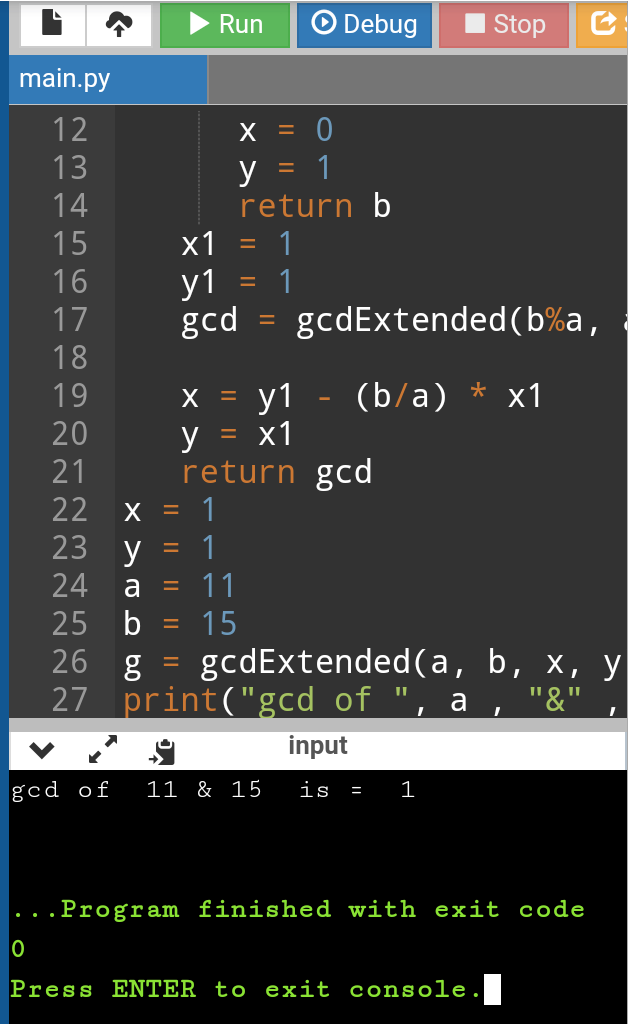 Run Debug Stop
main.py
12 x = 0
13 y = 1
14 return b
15 x1 = 1
16 y1 = 1
17 gcd = gcdExtended(b%a,
18
19 x = y1 - (b/a) * x1
20 y = x1
21 return gcd
22 x = 1
23 y = 1
24 a = 11
25 b = 15
26 g = gcdExtended(a, b, x, y
27 print("gcd of ", a , "&" ,
input
gcd of 11 & 15 is = 1
...Program finished with exit code
0
Press ENTER to exit console.